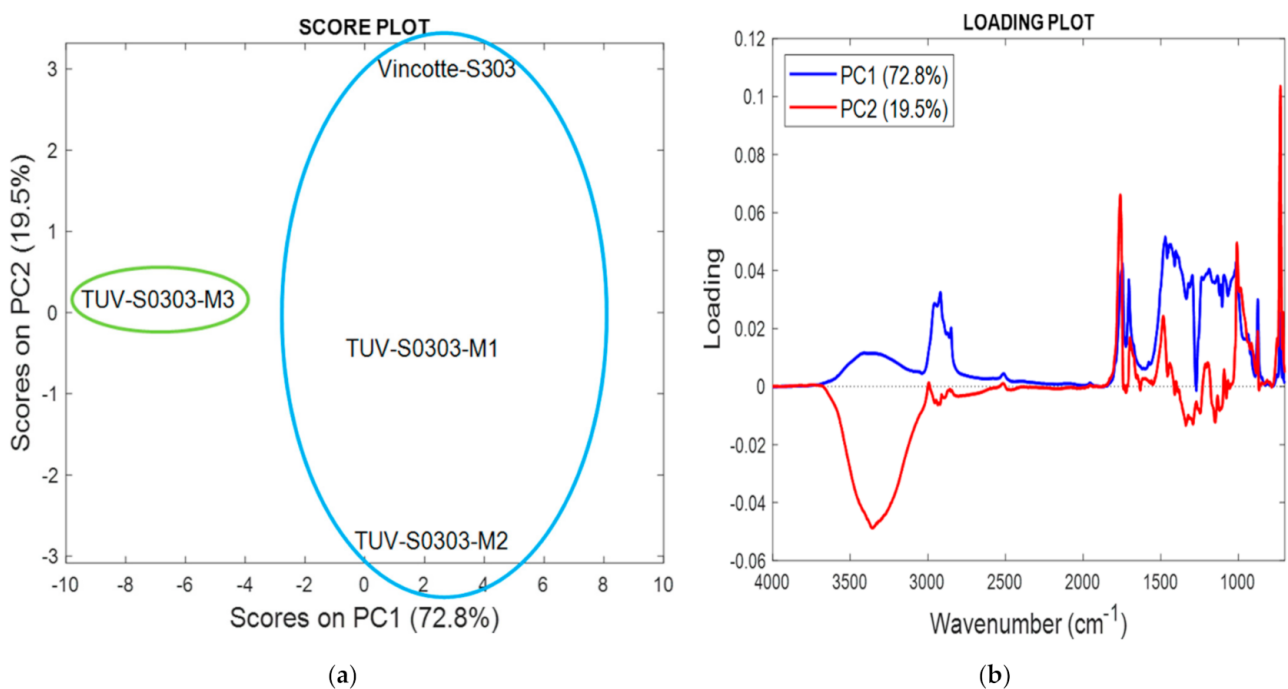 SCORE PLOT
3
2
1
0
-1
-2
-3
Scores on PC2 (19.5%)
Vincotte-S303
TUV-S0303-M3
TUV-S0303-M1
TUV-S0303-M2
-10 -8 -6 -4 -2 0 2 4 6 8 10
Scores on PC1 (72.8%)
(a)
LOADING PLOT
0.12
0.1
0.08
0.06
0.04
0.02
0
-0.02
-0.04
-0.06
Loading
PC1 (72.8%)
PC2 (19.5%)
4000 3500 3000 2500 2000 1500 1000
Wavenumber (cm-1)
(b)